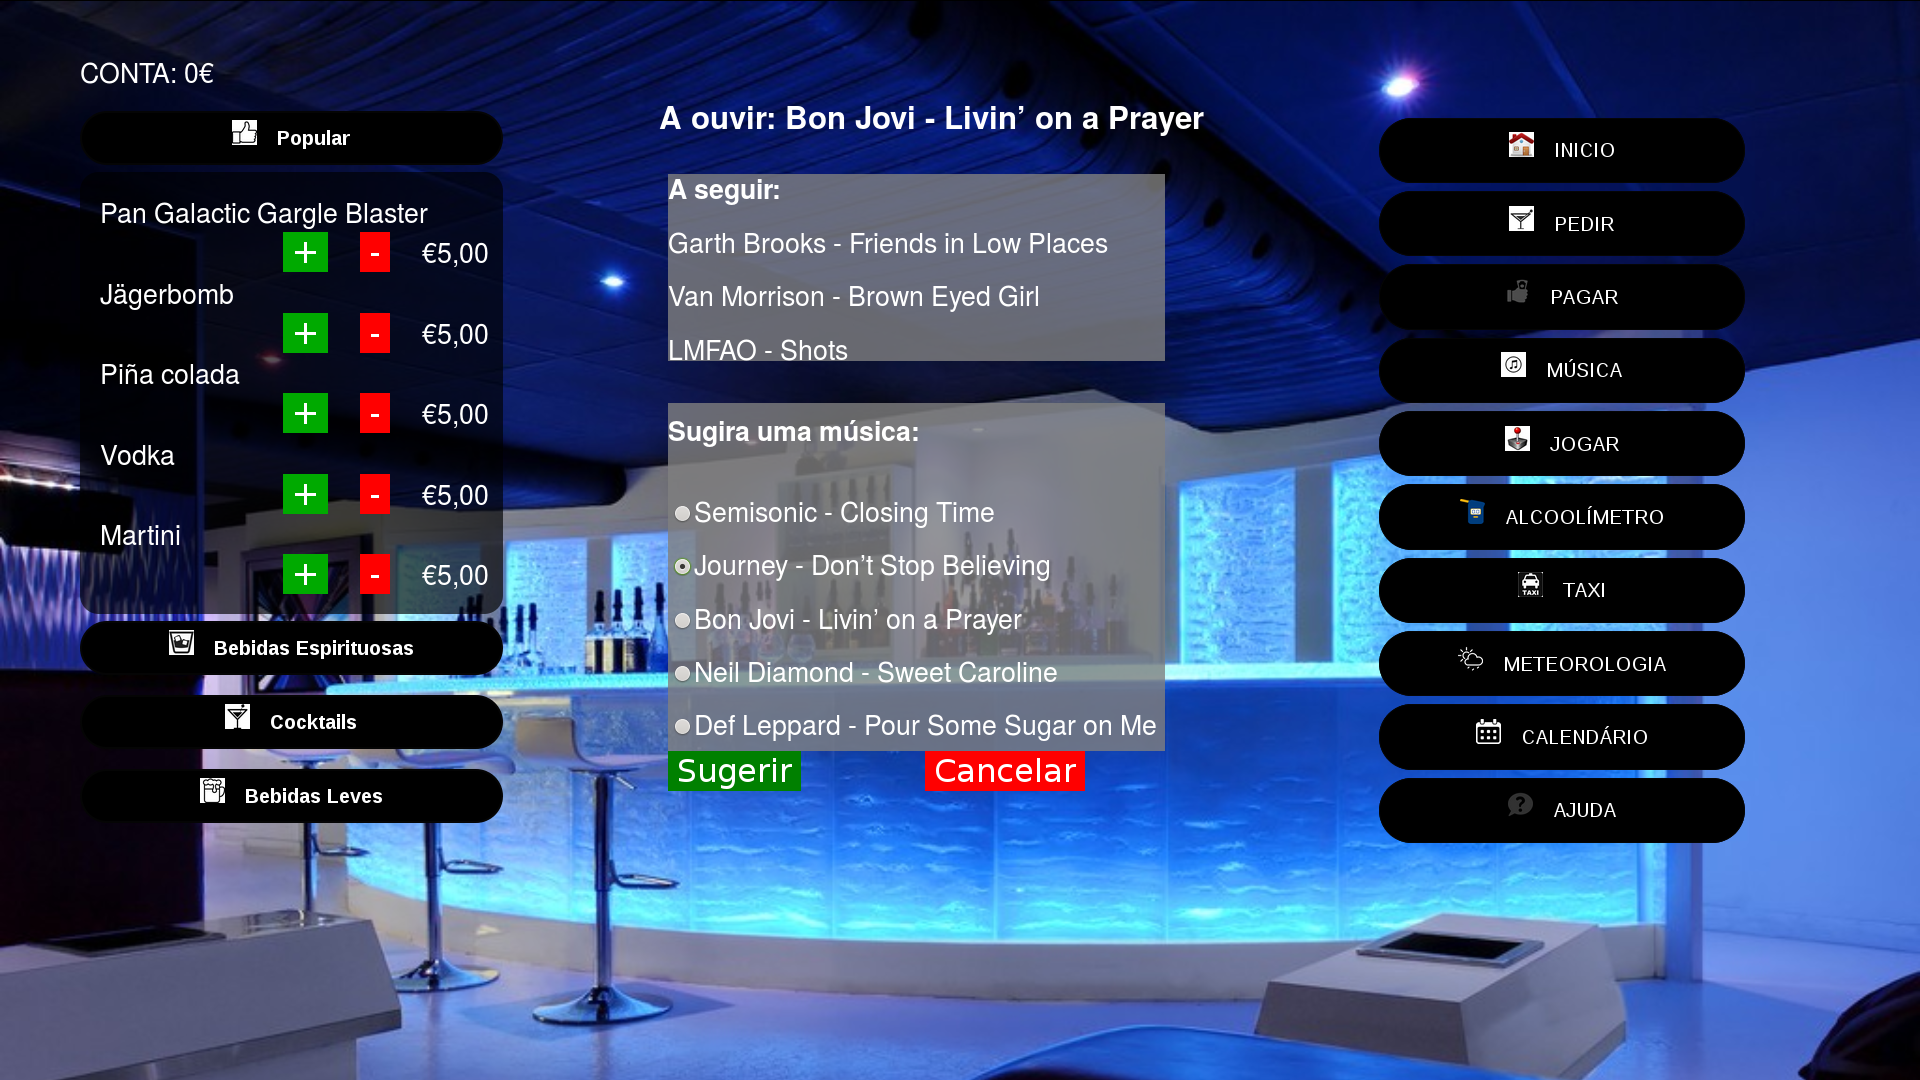 CONTA: 0€
Popular
Pan Galactic Gargle Blaster
+ - €5,00
Jägerbomb
+ - €5,00
Piña colada
+ - €5,00
Vodka
+ - €5,00
Martini
+ - €5,00
Bebidas Espirituosas
Cocktails
Bebidas Leves
A ouvir: Bon Jovi - Livin’ on a Prayer
A seguir:
Garth Brooks - Friends in Low Places
Van Morrison - Brown Eyed Girl
LMFAO - Shots
Sugira uma música:
Semisonic - Closing Time
Journey - Don’t Stop Believing
Bon Jovi - Livin’ on a Prayer
Neil Diamond - Sweet Caroline
Def Leppard - Pour Some Sugar on Me
Sugerir Cancelar
INICIO
PEDIR
PAGAR
MÚSICA
JOGAR
ALCOOLÍMETRO
TAXI
TAXI
METEOROLOGIA
CALENDÁRIO
? AJUDA